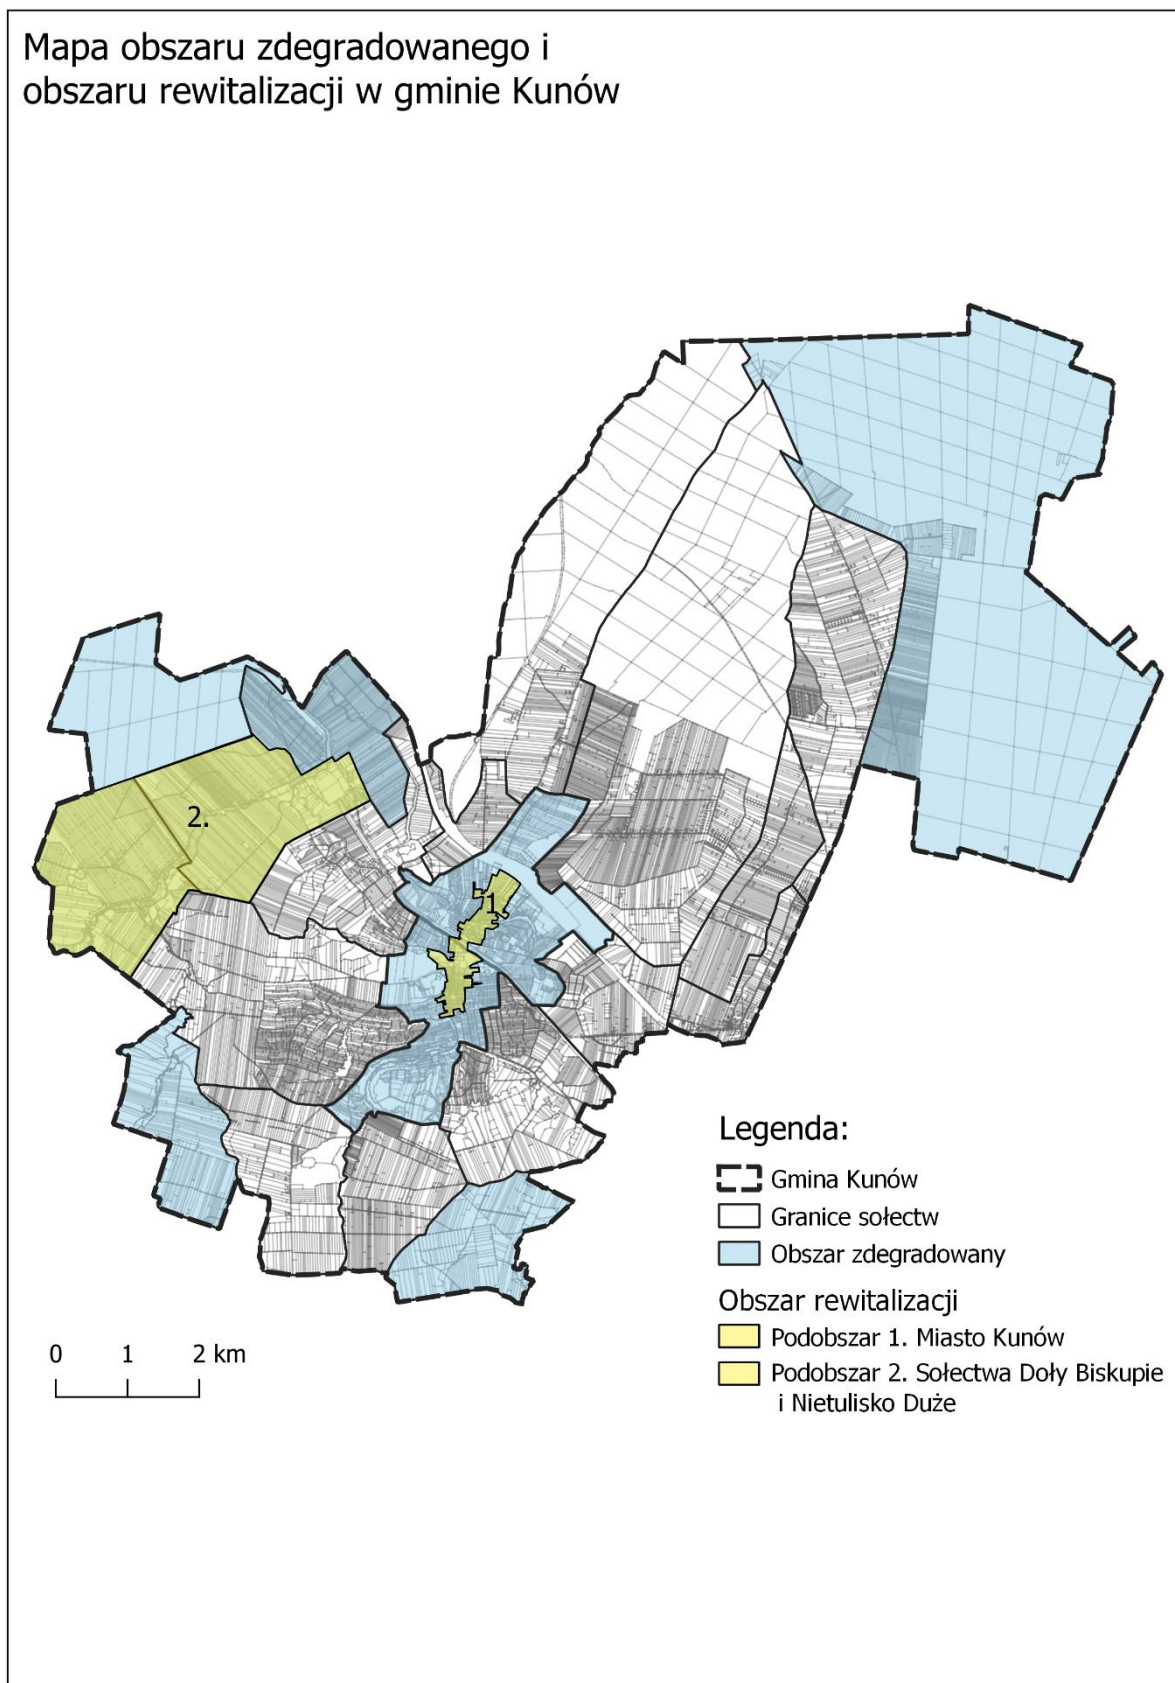 Mapa obszaru zdegradowanego i
obszaru rewitalizacji w gminie Kunów
2.
1
Legenda:
Gmina Kunów
Granice sołectw
Obszar zdegradowany
Obszar rewitalizacji
Podobszar 1. Miasto Kunów
Podobszar 2. Sołectwa Doły Biskupie
i Nietulisko Duże
0 1 2 km